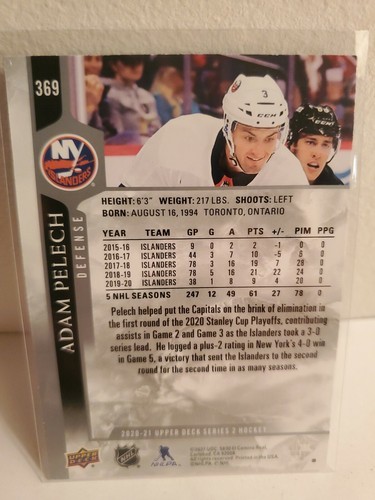 369
3
CCM
NY
ISLANDERS
ADAM PELECH
DEFENSE
HEIGHT: 6'3" WEIGHT: 217 LBS. SHOOTS: LEFT
BORN: AUGUST 16, 1994 TORONTO, ONTARIO
YEAR TEAM GP G A PTS +/- PIM PPG
2015-16 ISLANDERS 9 0 2 2 -1 0 0
2016-17 ISLANDERS 44 3 7 10 -5 6 0
2017-18 ISLANDERS 78 3 16 19 7 28 0
2018-19 ISLANDERS 78 5 16 21 22 24 0
2019-20 ISLANDERS 38 1 8 9 4 20 0
5 NHL SEASONS 247 12 49 61 27 78 0
Pelech helped put the Capitals on the brink of elimination in
the first round of the 2020 Stanley Cup Playoffs, contributing
assists in Game 2 and Game 3 as the Islanders took a 3-0
series lead. He logged a plus-2 rating in New York's 4-0 win
in Game 5, a victory that sent the Islanders to the second
round for the second time in as many seasons.
2020-21 UPPER DECK SERIES 2 HOCKEY
UPPER DECK
NHL
NHLPA